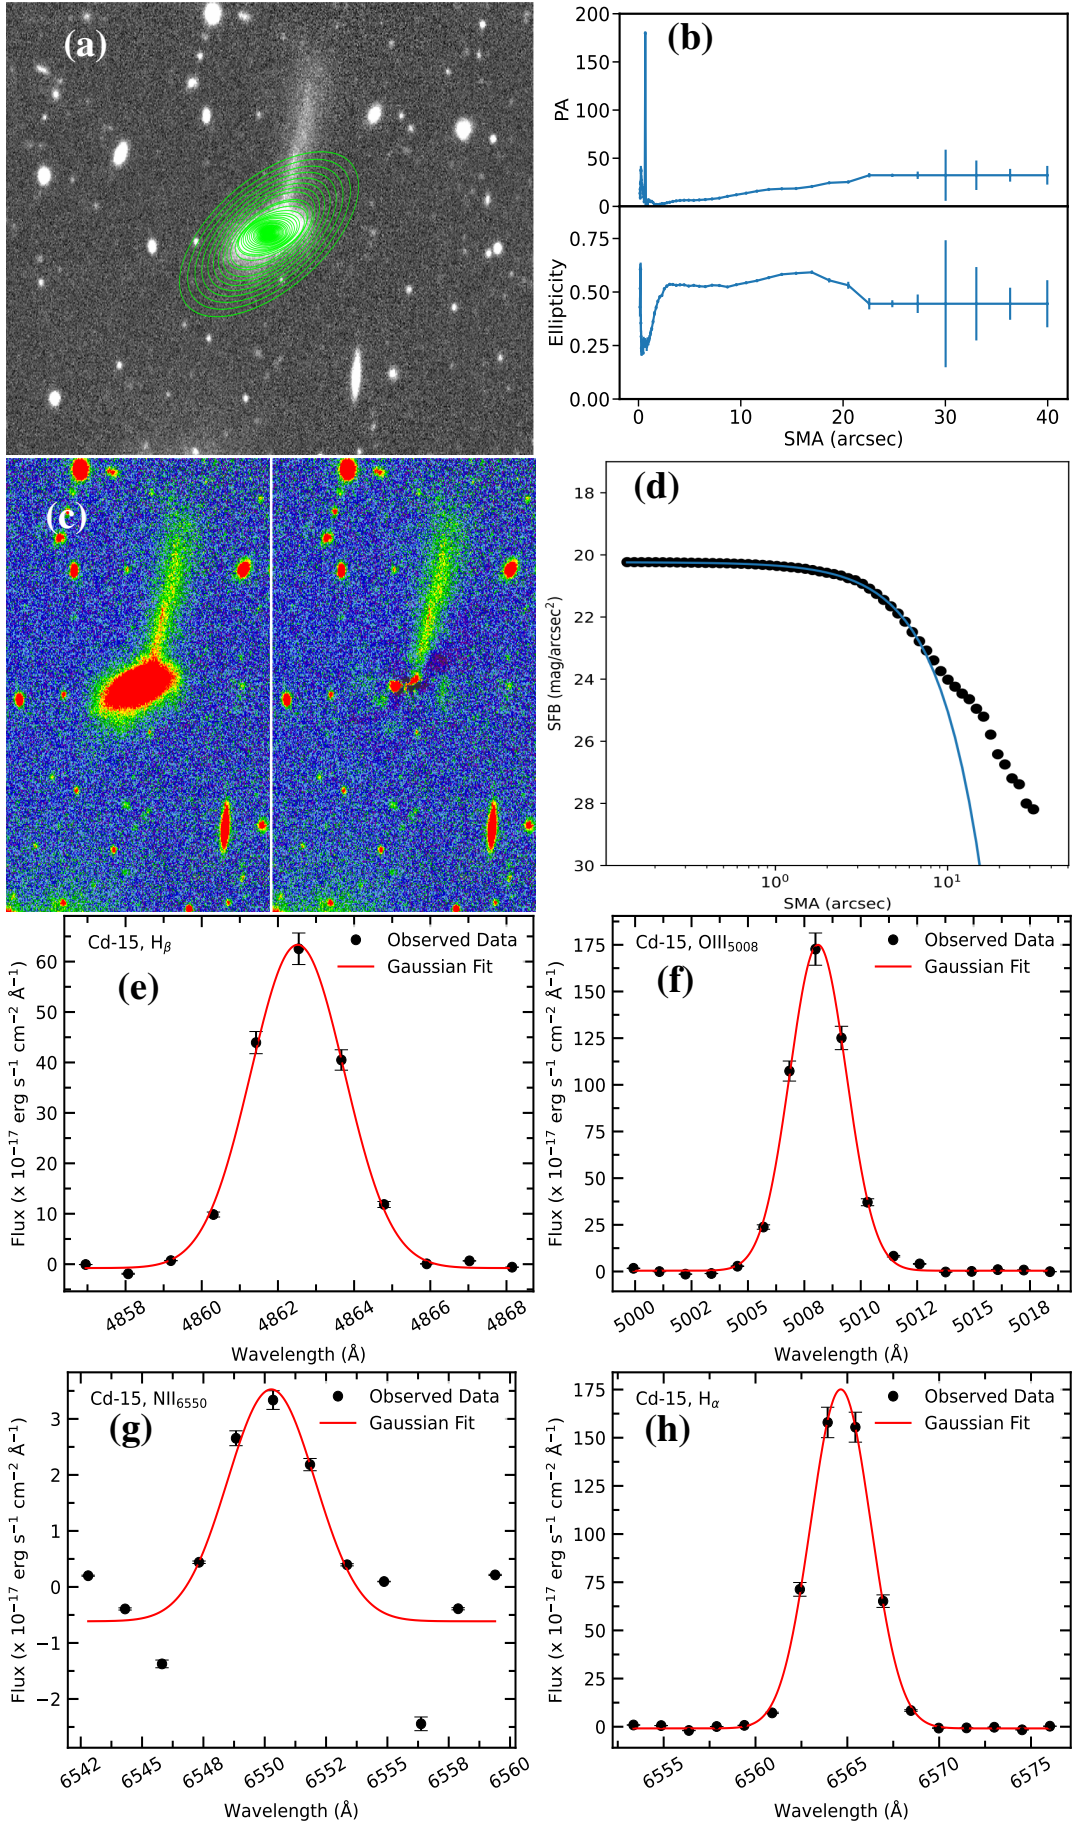 (a)
(b)
200
150
100
50
0
PA
0.75
0.50
0.25
0.00
Ellipticity
0 10 20 30 40
SMA (arcsec)
(c)
(d)
18
20
22
24
26
28
30
SFB (mag/arcsec²)
10⁰ 10¹
SMA (arcsec)
Cd-15, Hβ
(e)
Observed Data
Gaussian Fit
60
50
40
30
20
10
0
Flux (x 10⁻¹⁷ erg s⁻¹ cm⁻² Å⁻¹)
4858 4860 4862 4864 4866 4868
Wavelength (Å)
Cd-15, OIII₅₀₀₈
(f)
Observed Data
Gaussian Fit
175
150
125
100
75
50
25
0
Flux (x 10⁻¹⁷ erg s⁻¹ cm⁻² Å⁻¹)
5000 5002 5005 5008 5010 5012 5015 5018
Wavelength (Å)
Cd-15, NII₆₅₅₀
(g)
Observed Data
Gaussian Fit
3
2
1
0
−1
−2
Flux (x 10⁻¹⁷ erg s⁻¹ cm⁻² Å⁻¹)
6542 6545 6548 6550 6552 6555 6558 6560
Wavelength (Å)
Cd-15, Hα
(h)
Observed Data
Gaussian Fit
175
150
125
100
75
50
25
0
Flux (x 10⁻¹⁷ erg s⁻¹ cm⁻² Å⁻¹)
6555 6560 6565 6570 6575
Wavelength (Å)